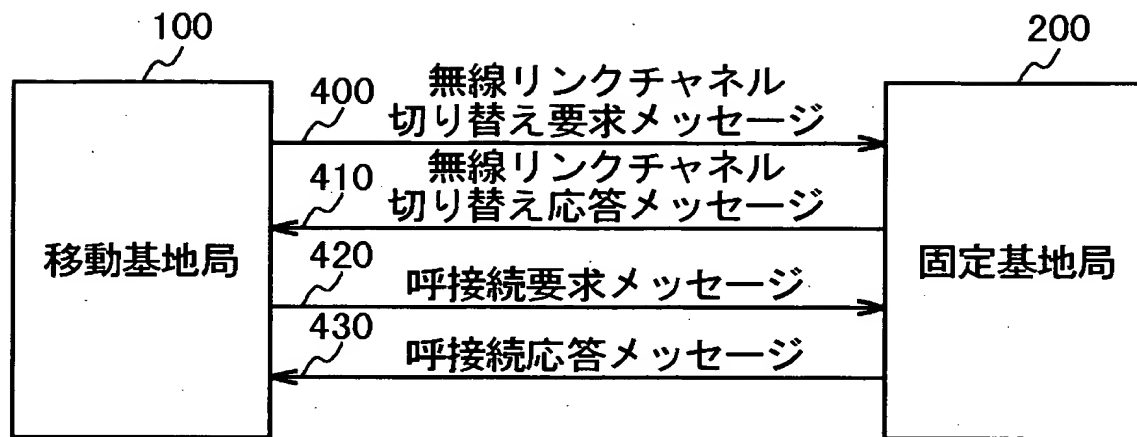 100
200
400
無線リンクチャネル
切り替え要求メッセージ
410
無線リンクチャネル
切り替え応答メッセージ
移動基地局
420
呼接続要求メッセージ
固定基地局
430
呼接続応答メッセージ